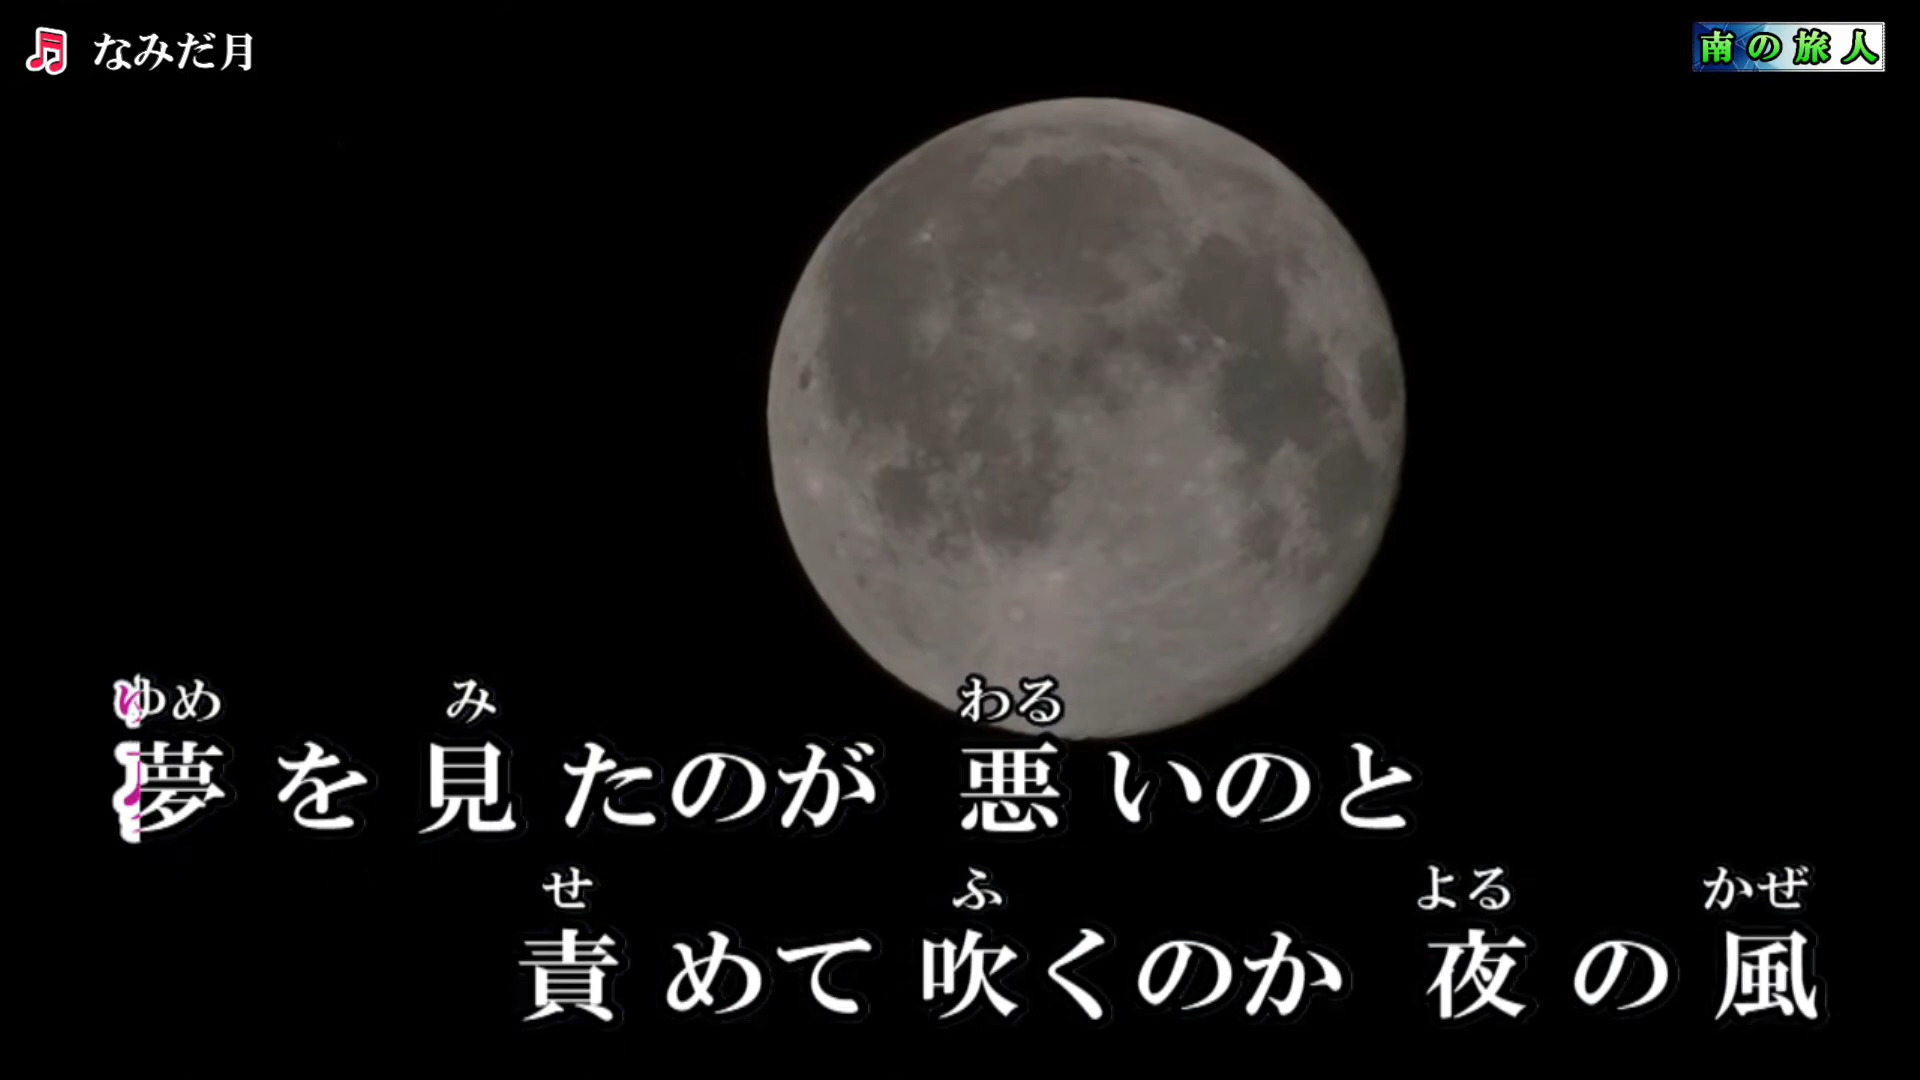 なみだ月
南の旅人
ゆめ み わる
夢を見たのが 悪いのと
せ ふ よる かぜ
責めて吹くのか 夜の風